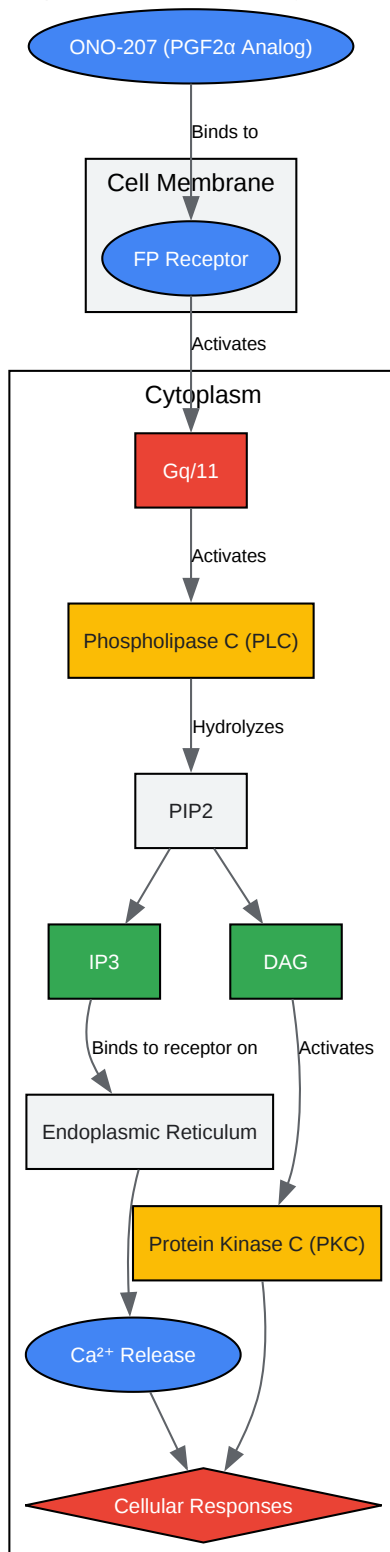 ONO-207 (PGF2α Analog)
Binds to
Cell Membrane
FP Receptor
Activates
Cytoplasm
Gq/11
Activates
Phospholipase C (PLC)
Hydrolyzes
PIP2
IP3
DAG
Binds to receptor on
Activates
Endoplasmic Reticulum
Protein Kinase C (PKC)
Ca²⁺ Release
Cellular Responses